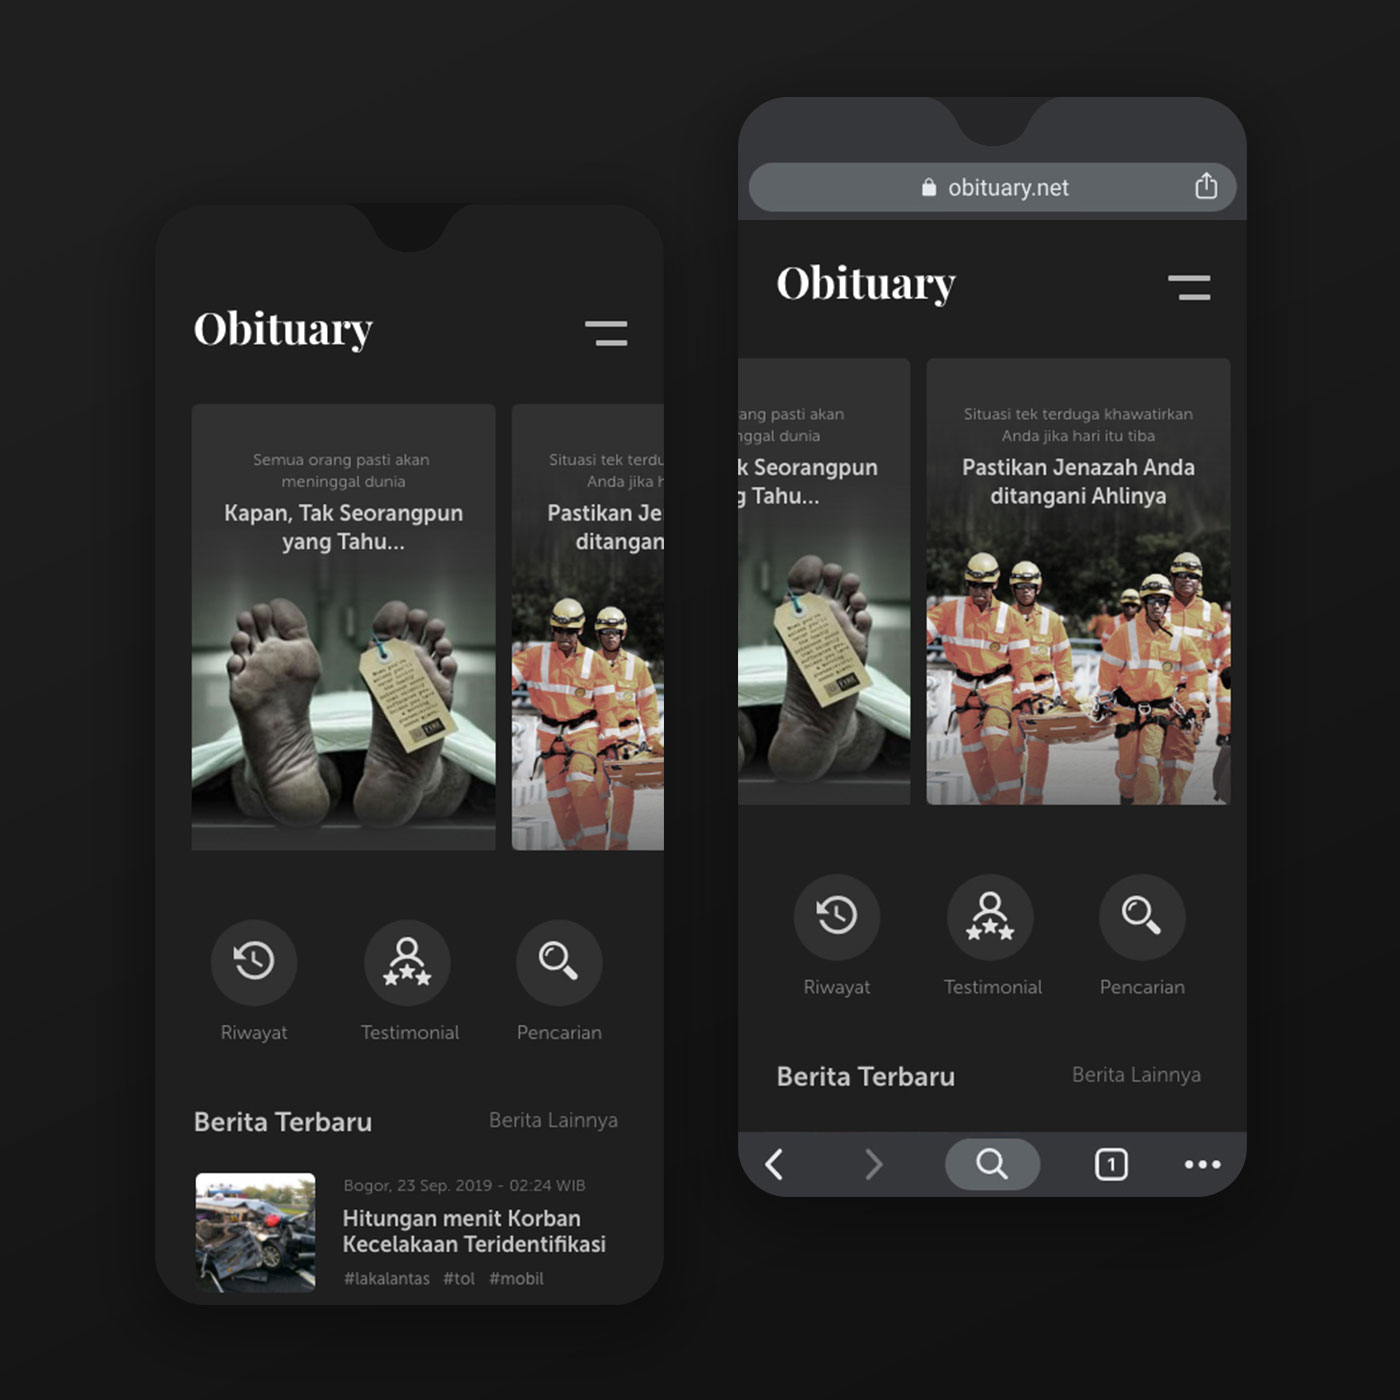 Obituary
Semua orang pasti akan
meninggal dunia
Kapan, Tak Seorangpun
yang Tahu...
Situasi tek terdu
Anda jika h
Pastikan Je
ditangan
Riwayat
Testimonial
Pencarian
Berita Terbaru
Berita Lainnya
Bogor, 23 Sep. 2019 - 02:24 WIB
Hitungan menit Korban
Kecelakaan Teridentifikasi
#lakalantas #tol #mobil
obituary.net
Obituary
ang pasti akan
ggal dunia
k Seorangpun
g Tahu...
Situasi tek terduga khawatirkan
Anda jika hari itu tiba
Pastikan Jenazah Anda
ditangani Ahlinya
Riwayat
Testimonial
Pencarian
Berita Terbaru
Berita Lainnya
1